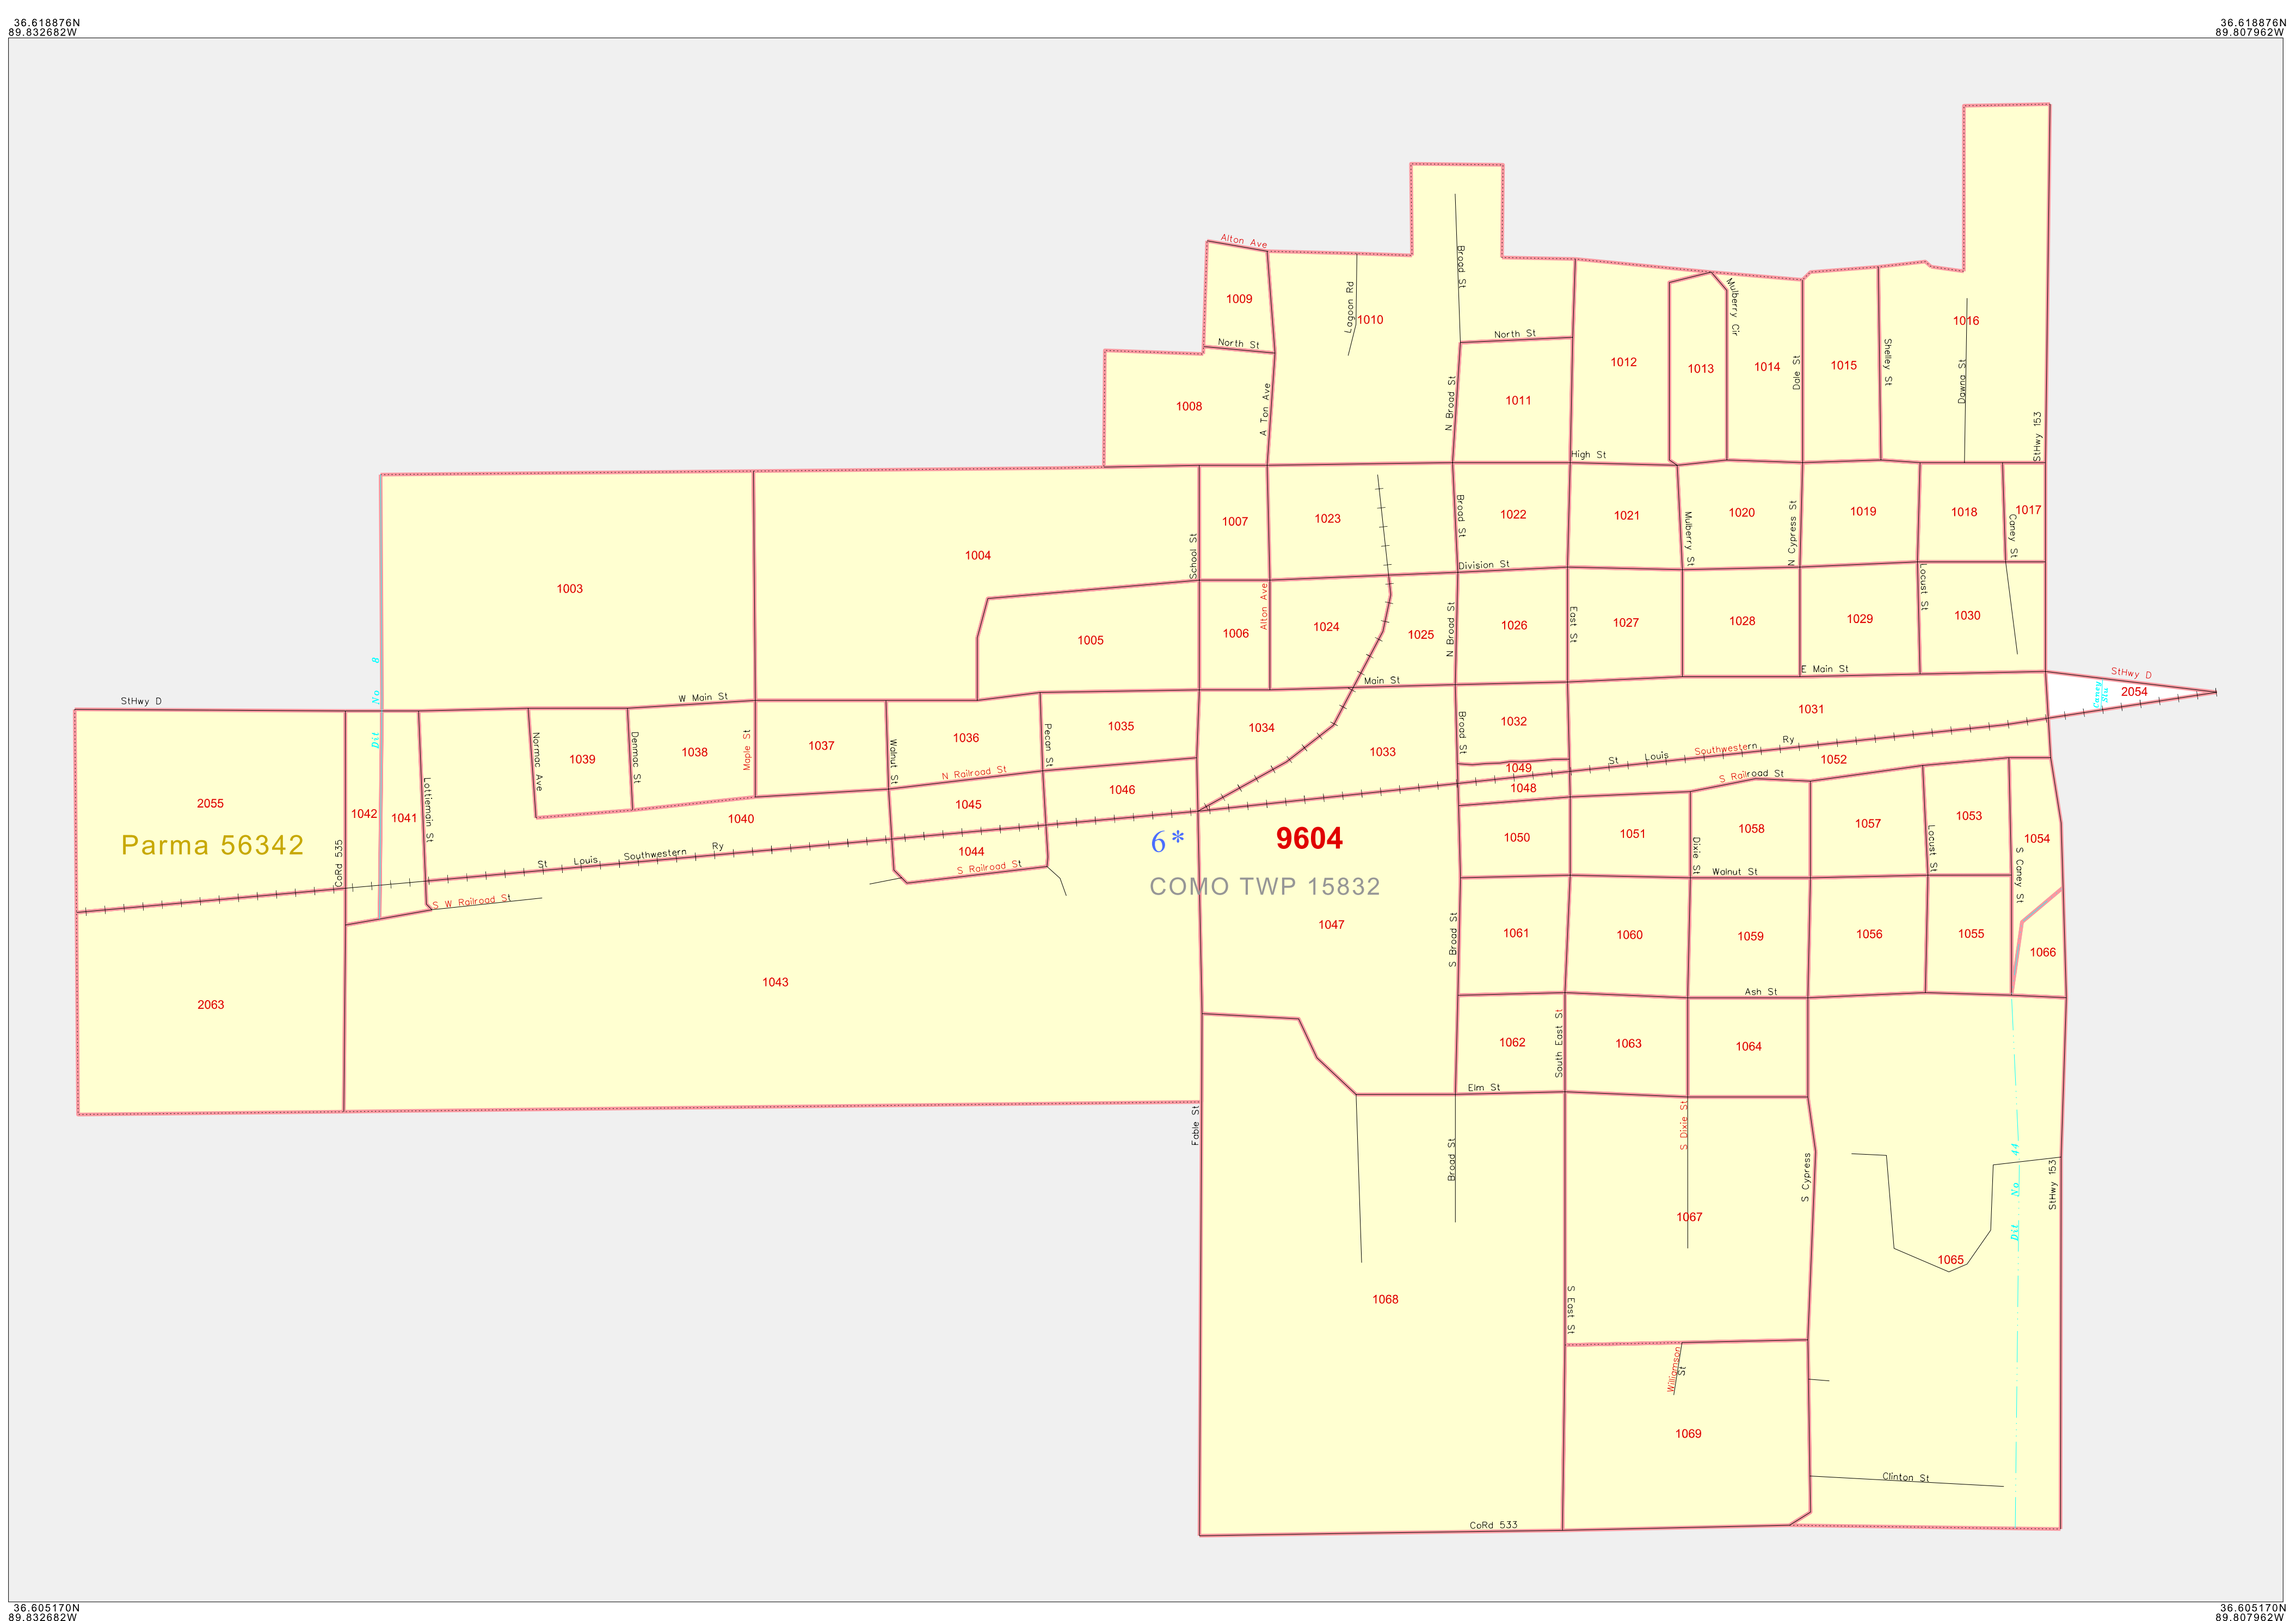 36.618876N
89.832682W
36.618876N
89.807962W
Alton Ave
Broad St
Lagoon Rd
Mulberry Cir
1009
1010
1016
North St
North St
1012
1013
1014
Dale St
1015
Shelley St
Dawna St
1008
A Ton Ave
N Broad St
1011
StHwy 153
High St
1007
1023
Broad St
1022
1021
Mulberry St
1020
N Cypress St
1019
1018
Caney St
1017
School St
1004
Division St
1003
1005
1006
Alton Ave
1024
1025
N Broad St
1026
East St
1027
1028
1029
Locust St
1030
Dit No 8
E Main St
StHwy D
2054
StHwy D
W Main St
Main St
1031
1035
1034
1032
Broad St
1036
Pecan St
1037
Walnut St
Maple St
1038
Denmac St
1039
Normac Ave
1033
St Louis Southwestern Ry
1052
1049
1048
S Railroad St
N Railroad St
Lottiemain St
2055
1042
1041
1040
1045
1046
Parma 56342
CoRd 535
St Louis Southwestern Ry
1044
S Railroad St
6*
9604
COMO TWP 15832
1050
1051
Dixie St
1058
1057
1053
Locust St
1054
S Caney St
Walnut St
S W Railroad St
1047
S Broad St
1061
1060
1059
1056
1055
1066
2063
1043
Ash St
1062
South East St
1063
1064
Elm St
Fable St
Broad St
S Dixie St
S Cypress
Dit No 44
StHwy 153
1067
1065
1068
S East St
Williamson St
1069
Clinton St
CoRd 533
36.605170N
89.832682W
36.605170N
89.807962W